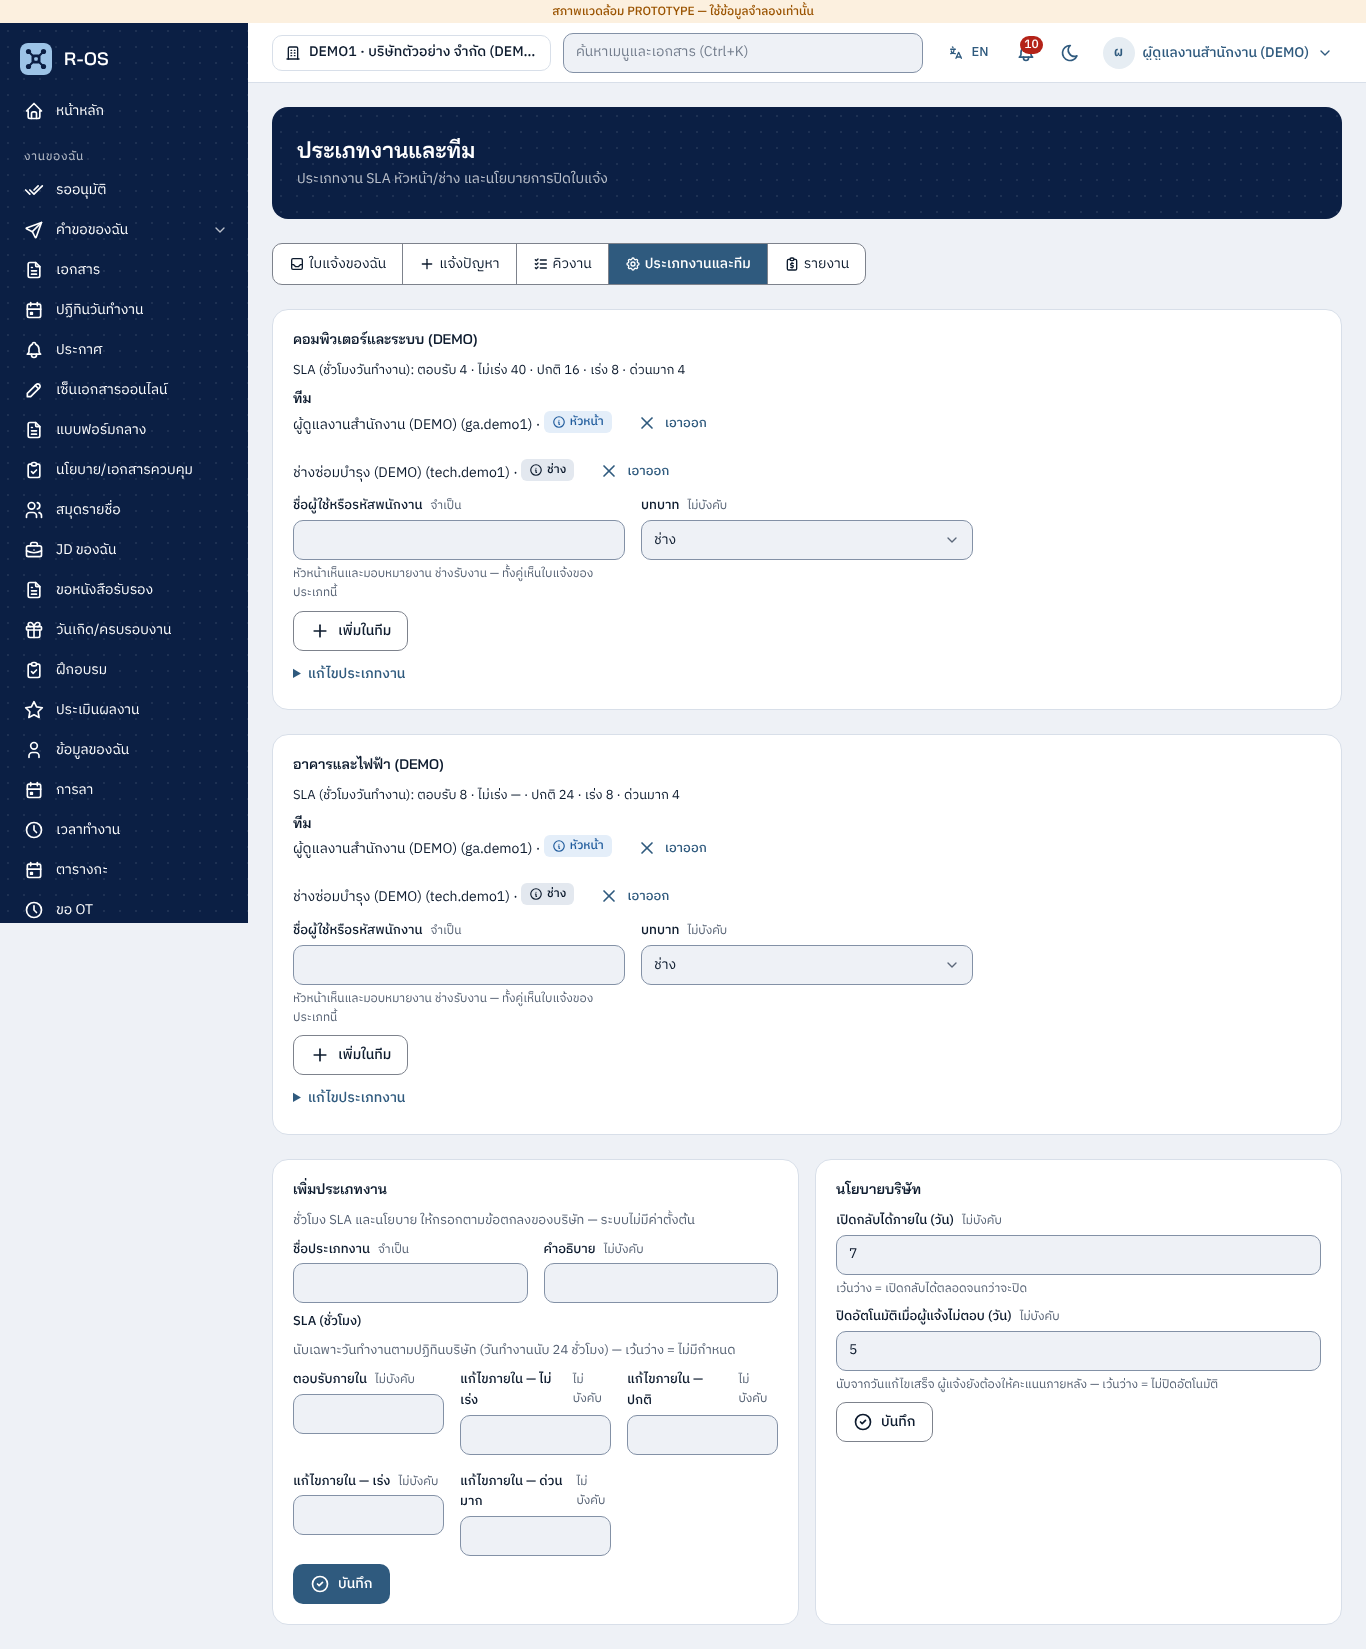 สภาพแวดล้อม PROTOTYPE — ใช้ข้อมูลจำลองเท่านั้น
R-OS
DEMO1 · บริษัทตัวอย่าง จำกัด (DEM...
ค้นหาเมนูและเอกสาร (Ctrl+K)
EN
10
ผ
ผู้ดูแลงานสำนักงาน (DEMO)
หน้าหลัก
งานของฉัน
รออนุมัติ
คำขอของฉัน
เอกสาร
ปฏิทินวันทำงาน
ประกาศ
เซ็นเอกสารออนไลน์
แบบฟอร์มกลาง
นโยบาย/เอกสารควบคุม
สมุดรายชื่อ
JD ของฉัน
ขอหนังสือรับรอง
วันเกิด/ครบรอบงาน
ฝึกอบรม
ประเมินผลงาน
ข้อมูลของฉัน
การลา
เวลาทำงาน
ตารางกะ
ขอ OT
ประเภทงานและทีม
ประเภทงาน SLA หัวหน้า/ช่าง และนโยบายการปิดใบแจ้ง
ใบแจ้งของฉัน
แจ้งปัญหา
คิวงาน
ประเภทงานและทีม
รายงาน
คอมพิวเตอร์และระบบ (DEMO)
SLA (ชั่วโมงวันทำงาน): ตอบรับ 4 · ไม่เร่ง 40 · ปกติ 16 · เร่ง 8 · ด่วนมาก 4
ทีม
ผู้ดูแลงานสำนักงาน (DEMO) (ga.demo1) · หัวหน้า เอาออก
ช่างซ่อมบำรุง (DEMO) (tech.demo1) · ช่าง เอาออก
ชื่อผู้ใช้หรือรหัสพนักงาน จำเป็น
บทบาท ไม่บังคับ
ช่าง
หัวหน้าเห็นและมอบหมายงาน ช่างรับงาน — ทั้งคู่เห็นใบแจ้งของ
ประเภทนี้
เพิ่มในทีม
แก้ไขประเภทงาน
อาคารและไฟฟ้า (DEMO)
SLA (ชั่วโมงวันทำงาน): ตอบรับ 8 · ไม่เร่ง — · ปกติ 24 · เร่ง 8 · ด่วนมาก 4
ทีม
ผู้ดูแลงานสำนักงาน (DEMO) (ga.demo1) · หัวหน้า เอาออก
ช่างซ่อมบำรุง (DEMO) (tech.demo1) · ช่าง เอาออก
ชื่อผู้ใช้หรือรหัสพนักงาน จำเป็น
บทบาท ไม่บังคับ
ช่าง
หัวหน้าเห็นและมอบหมายงาน ช่างรับงาน — ทั้งคู่เห็นใบแจ้งของ
ประเภทนี้
เพิ่มในทีม
แก้ไขประเภทงาน
เพิ่มประเภทงาน
ชั่วโมง SLA และนโยบาย ให้กรอกตามข้อตกลงของบริษัท — ระบบไม่มีค่าตั้งต้น
ชื่อประเภทงาน จำเป็น
คำอธิบาย ไม่บังคับ
SLA (ชั่วโมง)
นับเฉพาะวันทำงานตามปฏิทินบริษัท (วันทำงานนับ 24 ชั่วโมง) — เว้นว่าง = ไม่มีกำหนด
ตอบรับภายใน ไม่บังคับ
แก้ไขภายใน — ไม่
เร่ง
ไม่
บังคับ
แก้ไขภายใน —
ปกติ
ไม่
บังคับ
แก้ไขภายใน — เร่ง ไม่บังคับ
แก้ไขภายใน — ด่วน
มาก
ไม่
บังคับ
บันทึก
นโยบายบริษัท
เปิดกลับได้ภายใน (วัน) ไม่บังคับ
7
เว้นว่าง = เปิดกลับได้ตลอดจนกว่าจะปิด
ปิดอัตโนมัติเมื่อผู้แจ้งไม่ตอบ (วัน) ไม่บังคับ
5
นับจากวันแก้ไขเสร็จ ผู้แจ้งยังต้องให้คะแนนภายหลัง — เว้นว่าง = ไม่ปิดอัตโนมัติ
บันทึก